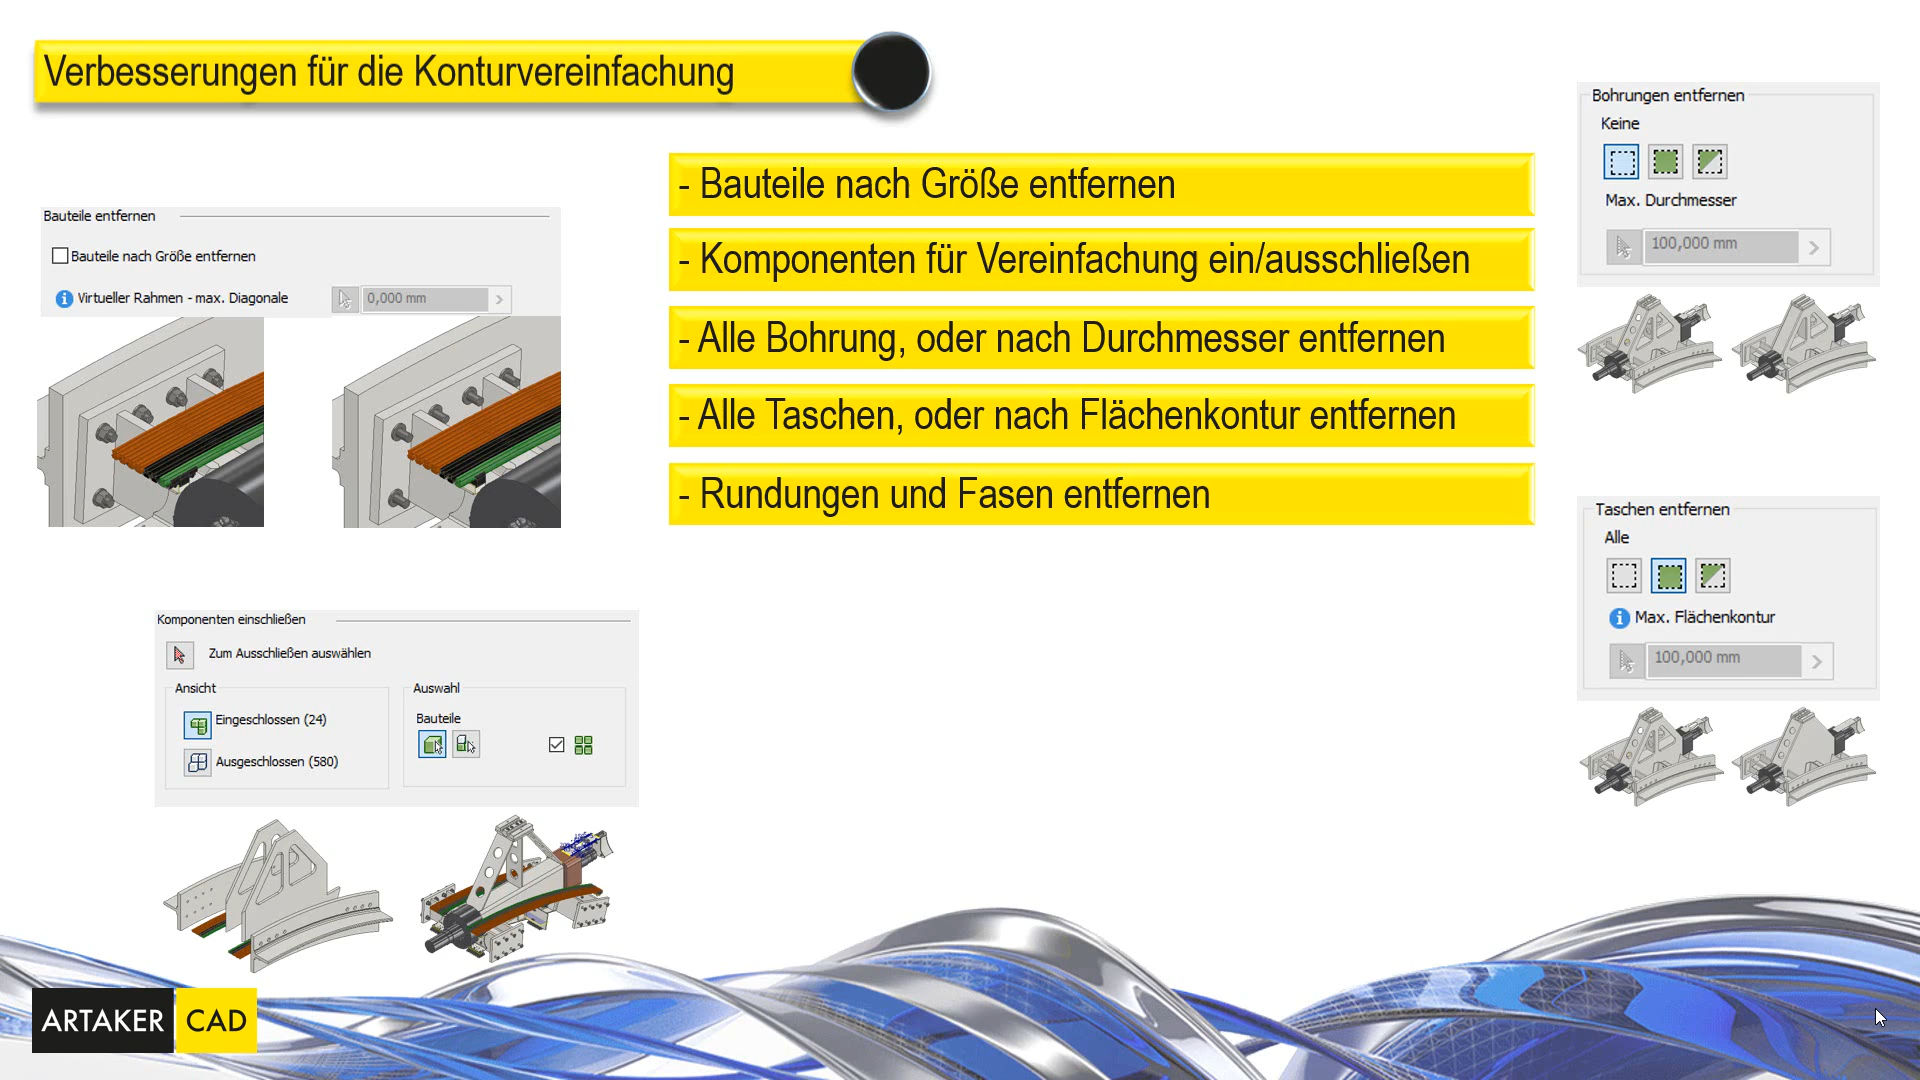 Verbesserungen für die Konturvereinfachung
- Bauteile nach Größe entfernen
- Komponenten für Vereinfachung ein/ausschließen
- Alle Bohrung, oder nach Durchmesser entfernen
- Alle Taschen, oder nach Flächenkontur entfernen
- Rundungen und Fasen entfernen
Bauteile entfernen
Bauteile nach Größe entfernen
Virtueller Rahmen - max. Diagonale
0,000 mm
Komponenten einschließen
Zum Ausschließen auswählen
Ansicht
Eingeschlossen (24)
Ausgeschlossen (580)
Auswahl
Bauteile
Bohrungen entfernen
Keine
Max. Durchmesser
100,000 mm
Taschen entfernen
Alle
Max. Flächenkontur
100,000 mm
ARTAKER CAD